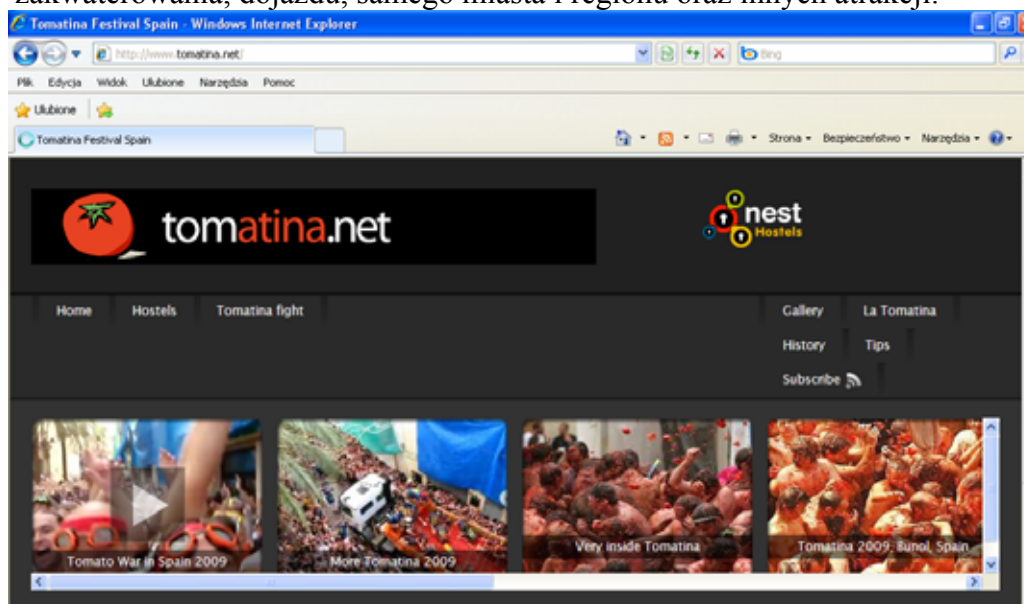 zakwaterowania, dojazdu, samego miasta i regionu oraz innych atrakcji.
Tomatina Festival Spain - Windows Internet Explorer
http://www.tomatina.net/
Bing
Plik Edycja Widok Ulubione Narzędzia Pomoc
Ulubione
Tomatina Festival Spain
Strona Bezpieczeństwo Narzędzia
tomatina.net
nest
Hostels
Home Hostels Tomatina fight
Gallery La Tomatina
History Tips
Subscribe
Tomato War in Spain 2009
More Tomatina 2009
Very inside Tomatina
Tomatina 2009, Bunol, Spain